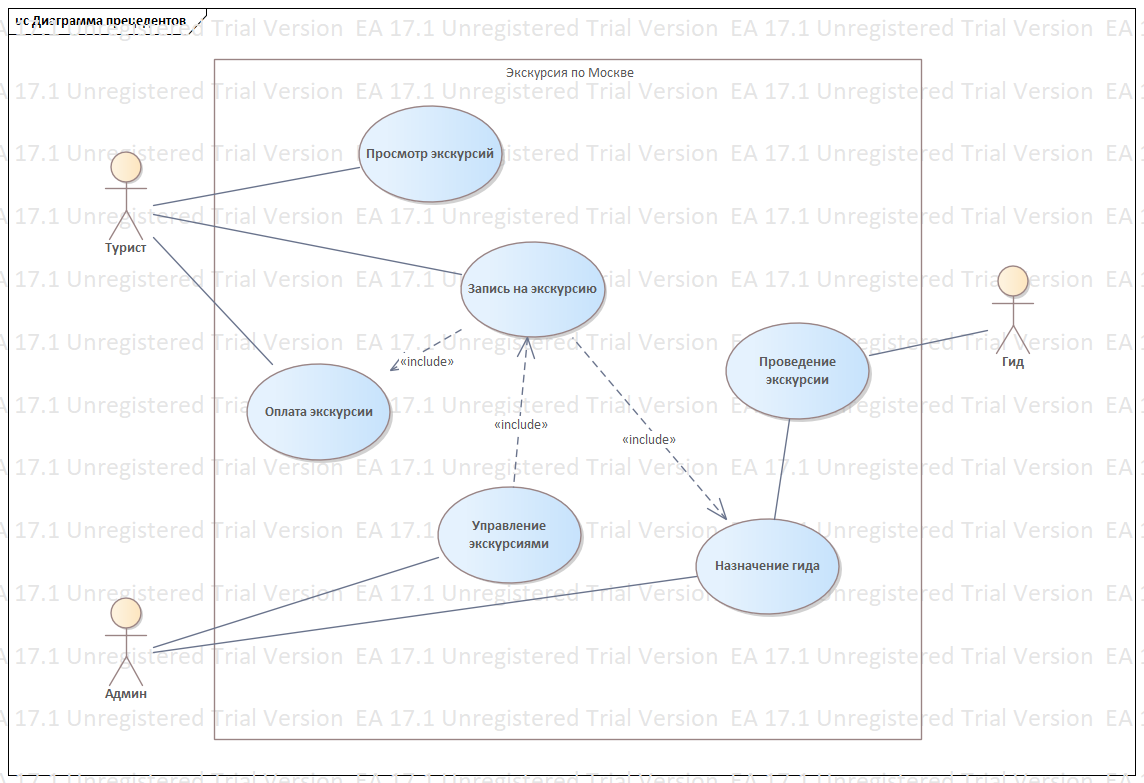 uc Диаграмма прецедентов
Экскурсия по Москве
Просмотр экскурсий
Турист
Запись на экскурсию
Гид
«include»
Проведение
экскурсии
Оплата экскурсии
«include»
«include»
Управление
экскурсиями
Назначение гида
Админ
EA 17.1 Unregistered Trial Version